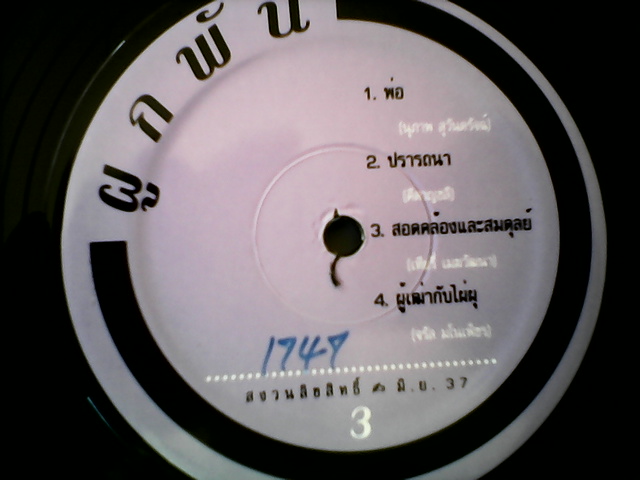 ผูกพัน
1. พ่อ
2. ปรารถนา
3. สอดคล้องและสมดุลย์
4. ผู้เฒ่ากับไผ่ผุ
1747
สงวนลิขสิทธิ์ มิ.ย. 37
3